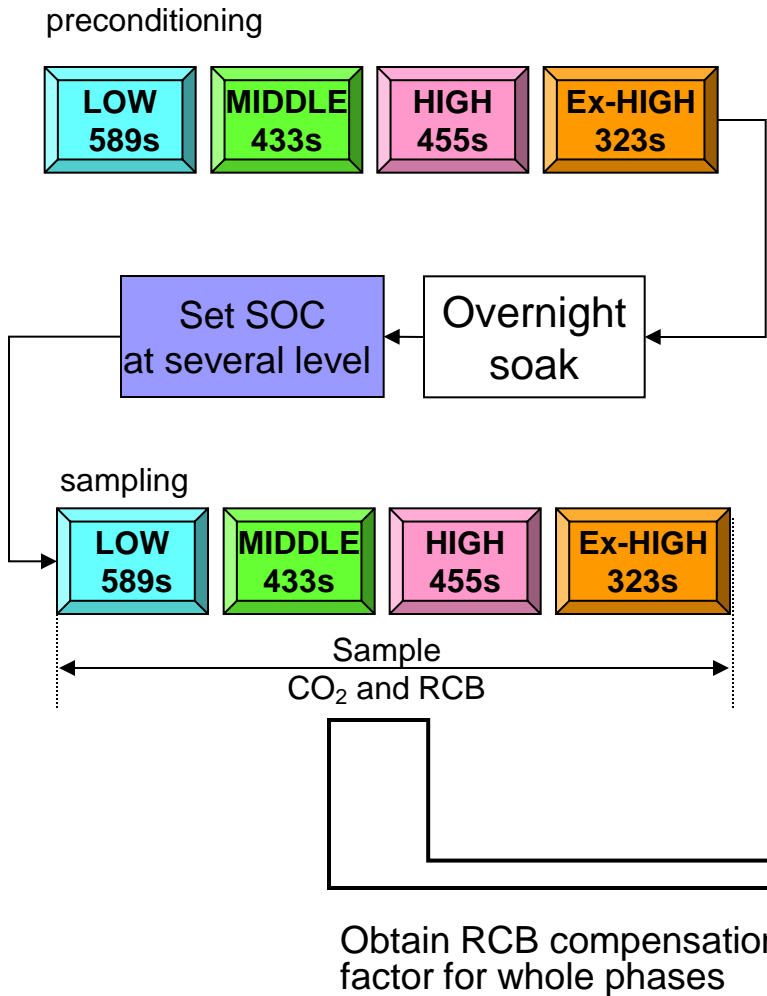 preconditioning
LOW MIDDLE HIGH Ex-HIGH
589s 433s 455s 323s
Set SOC
at several level
Overnight
soak
sampling
LOW MIDDLE HIGH Ex-HIGH
589s 433s 455s 323s
Sample
CO₂ and RCB
Obtain RCB compensation
factor for whole phases